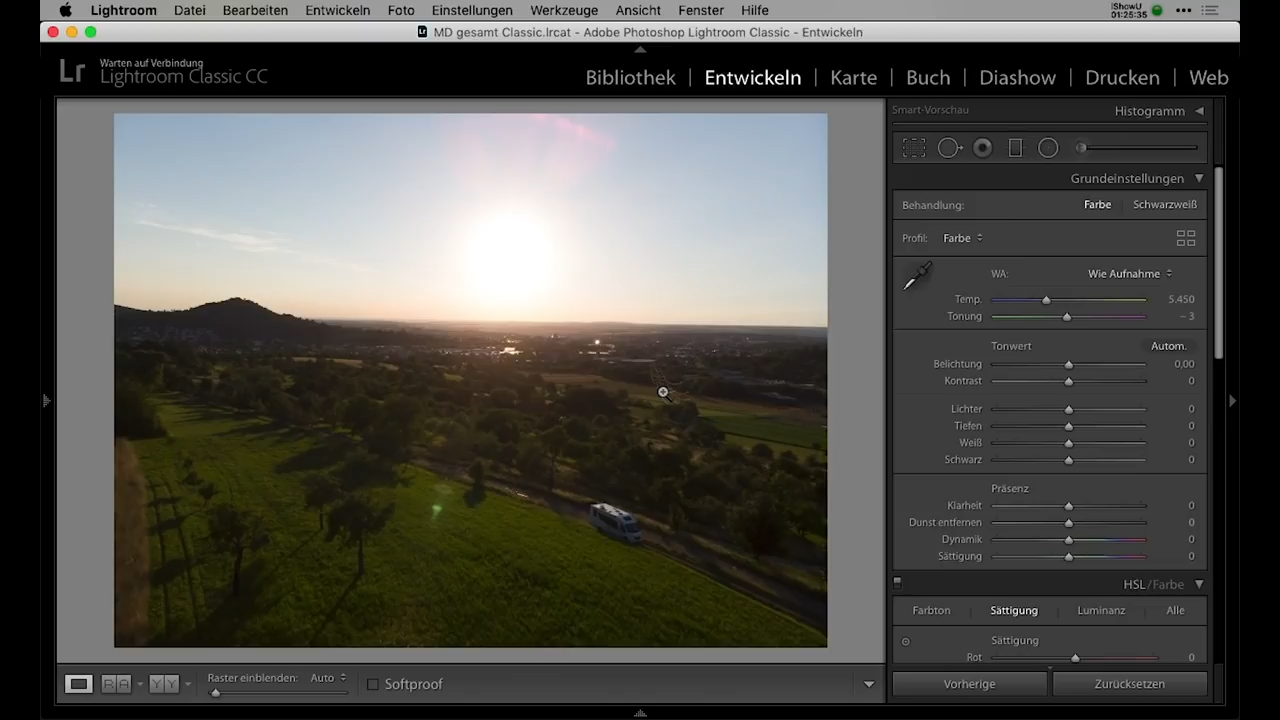 Lightroom Datei Bearbeiten Entwickeln Foto Einstellungen Werkzeuge Ansicht Fenster Hilfe iShowU 01:25:35
Lr MD gesamt Classic.lrcat - Adobe Photoshop Lightroom Classic - Entwickeln
Lr Warten auf Verbindung
Lightroom Classic CC
Bibliothek | Entwickeln | Karte | Buch | Diashow | Drucken | Web
Smart-Vorschau Histogramm
Grundeinstellungen
Behandlung: Farbe Schwarzweiß
Profil: Farbe
WA: Wie Aufnahme
Temp. 5.450
Tonung – 3
Tonwert Autom.
Belichtung 0,00
Kontrast 0
Lichter 0
Tiefen 0
Weiß 0
Schwarz 0
Präsenz
Klarheit 0
Dunst entfernen 0
Dynamik 0
Sättigung 0
HSL / Farbe
Farbton Sättigung Luminanz Alle
Sättigung
Rot 0
R A Y Y Raster einblenden: Auto Softproof
Vorherige Zurücksetzen